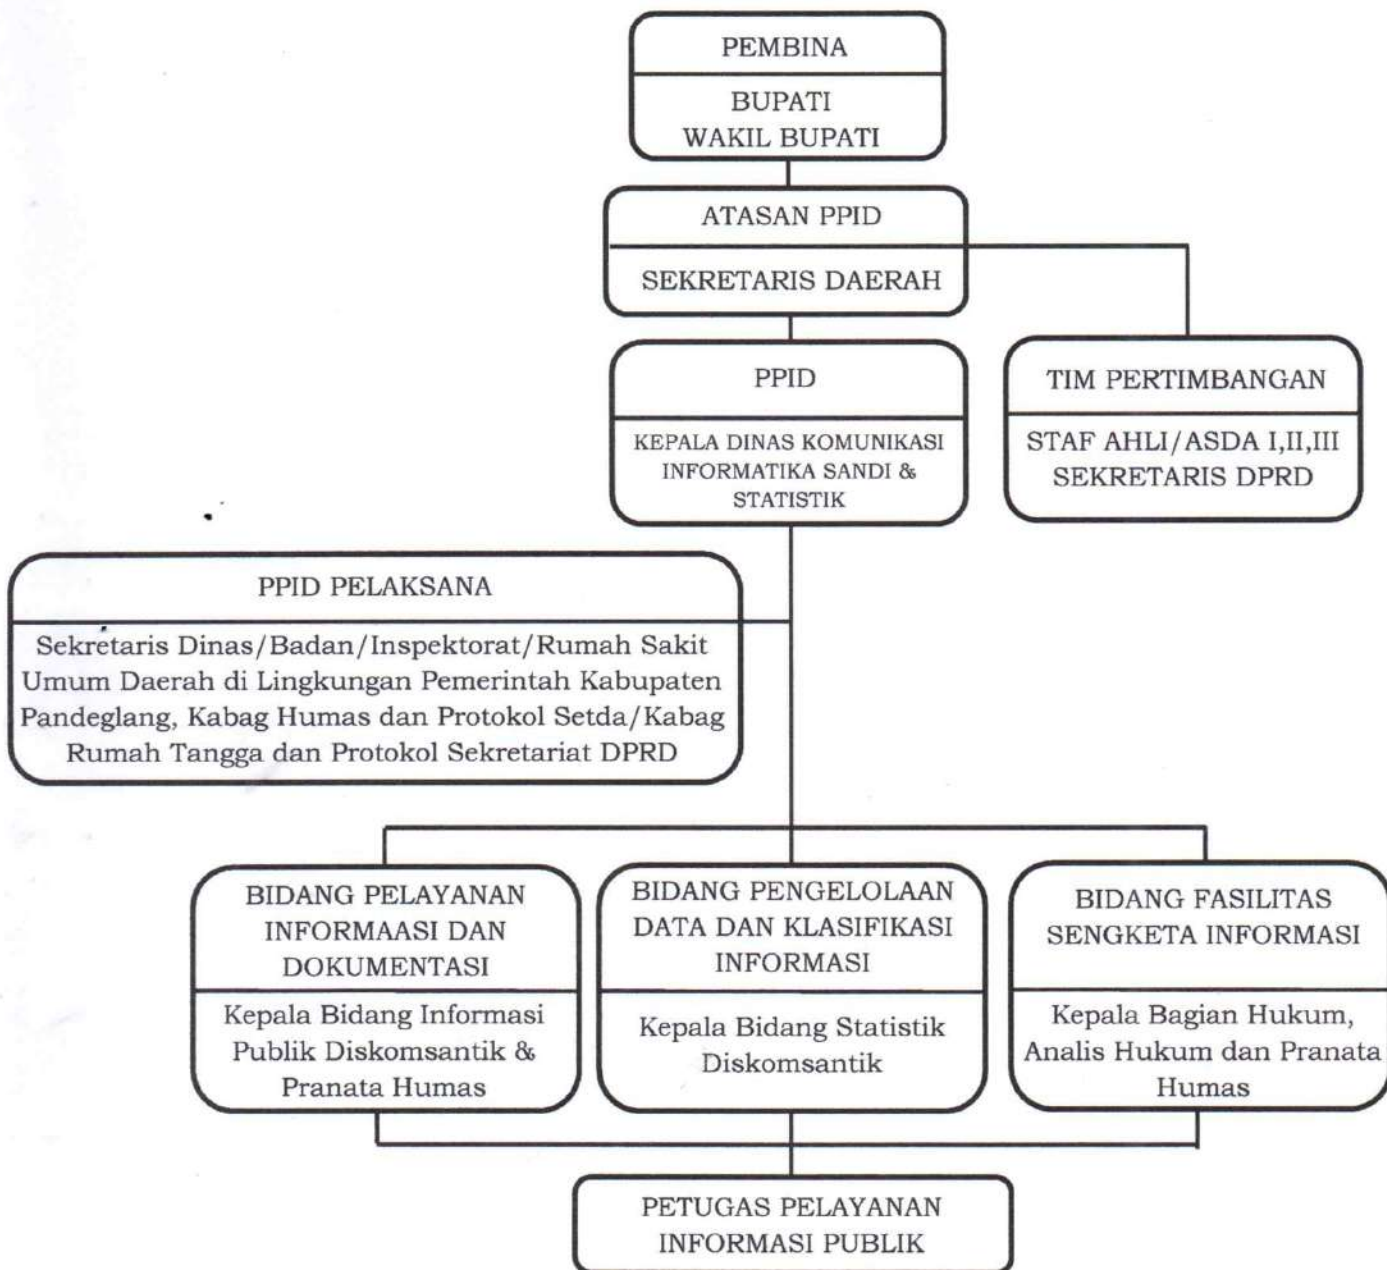 PEMBINA
BUPATI
WAKIL BUPATI
ATASAN PPID
SEKRETARIS DAERAH
PPID
KEPALA DINAS KOMUNIKASI
INFORMATIKA SANDI &
STATISTIK
TIM PERTIMBANGAN
STAF AHLI/ASDA I,II,III
SEKRETARIS DPRD
PPID PELAKSANA
Sekretaris Dinas/Badan/Inspektorat/Rumah Sakit
Umum Daerah di Lingkungan Pemerintah Kabupaten
Pandeglang, Kabag Humas dan Protokol Setda/Kabag
Rumah Tangga dan Protokol Sekretariat DPRD
BIDANG PELAYANAN
INFORMAASI DAN
DOKUMENTASI
Kepala Bidang Informasi
Publik Diskomsantik &
Pranata Humas
BIDANG PENGELOLAAN
DATA DAN KLASIFIKASI
INFORMASI
Kepala Bidang Statistik
Diskomsantik
BIDANG FASILITAS
SENGKETA INFORMASI
Kepala Bagian Hukum,
Analis Hukum dan Pranata
Humas
PETUGAS PELAYANAN
INFORMASI PUBLIK